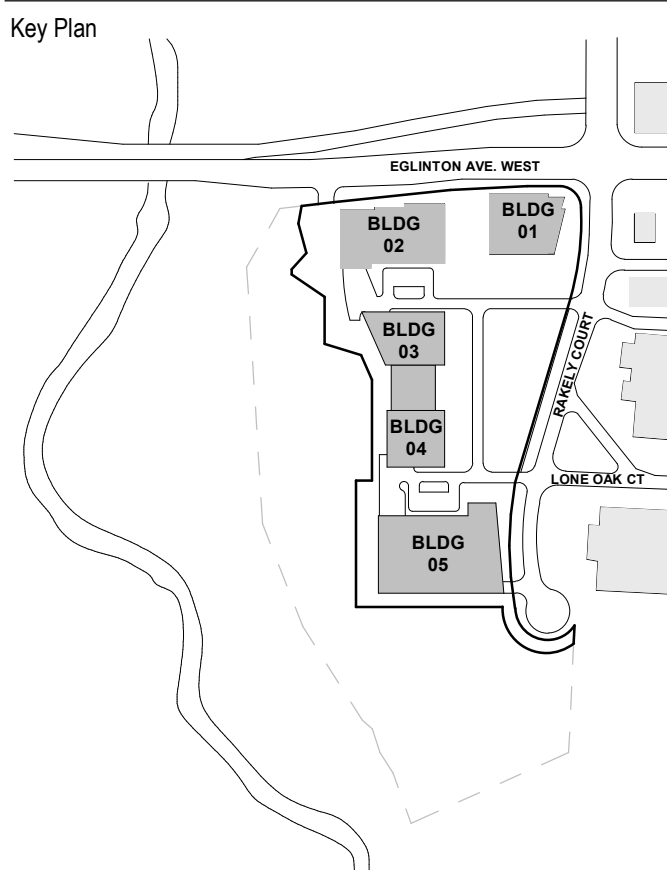 Key Plan
EGLINTON AVE. WEST
BLDG
01
BLDG
02
BLDG
03
RAKELY COURT
BLDG
04
LONE OAK CT
BLDG
05